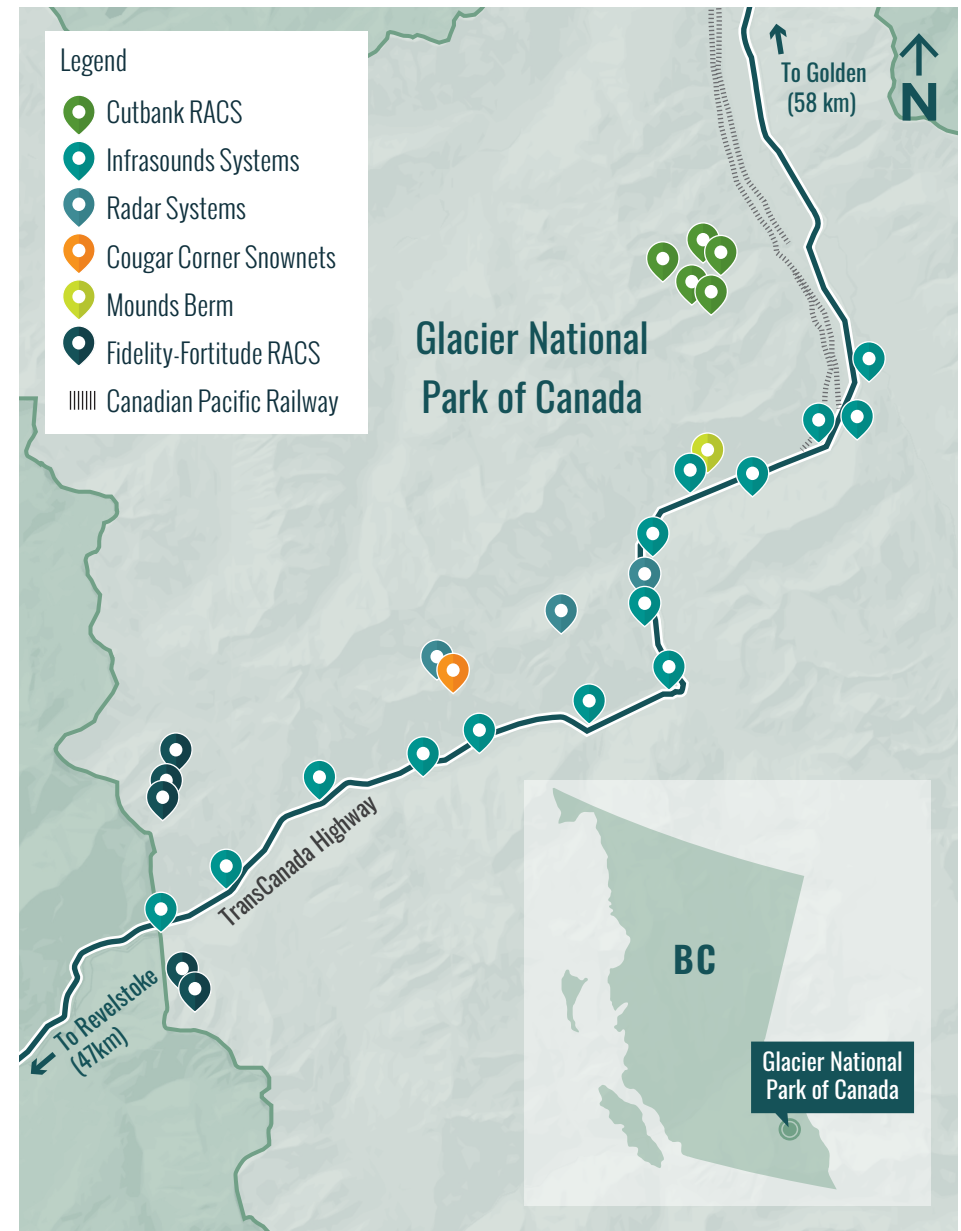 Legend
Cutbank RACS
Infrasounds Systems
Radar Systems
Cougar Corner Snownets
Mounds Berm
Fidelity-Fortitude RACS
Canadian Pacific Railway
To Golden
(58 km)
N
Glacier National
Park of Canada
TransCanada Highway
To Revelstoke
(47km)
BC
Glacier National
Park of Canada